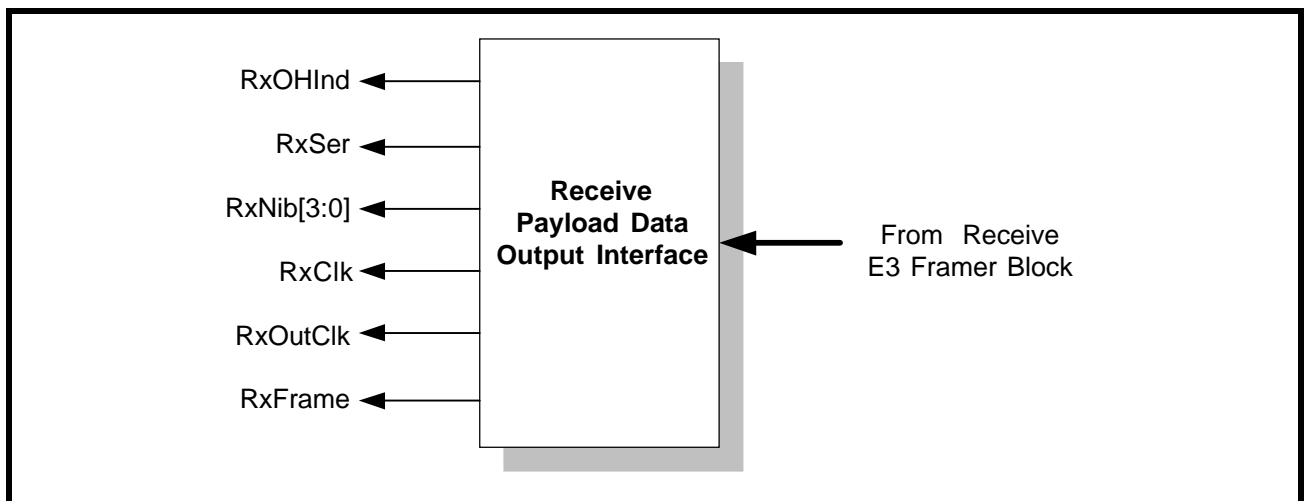 RxOHInd
RxSer
RxNib[3:0]
RxClk
RxOutClk
RxFrame
Receive
Payload Data
Output Interface
From Receive
E3 Framer Block